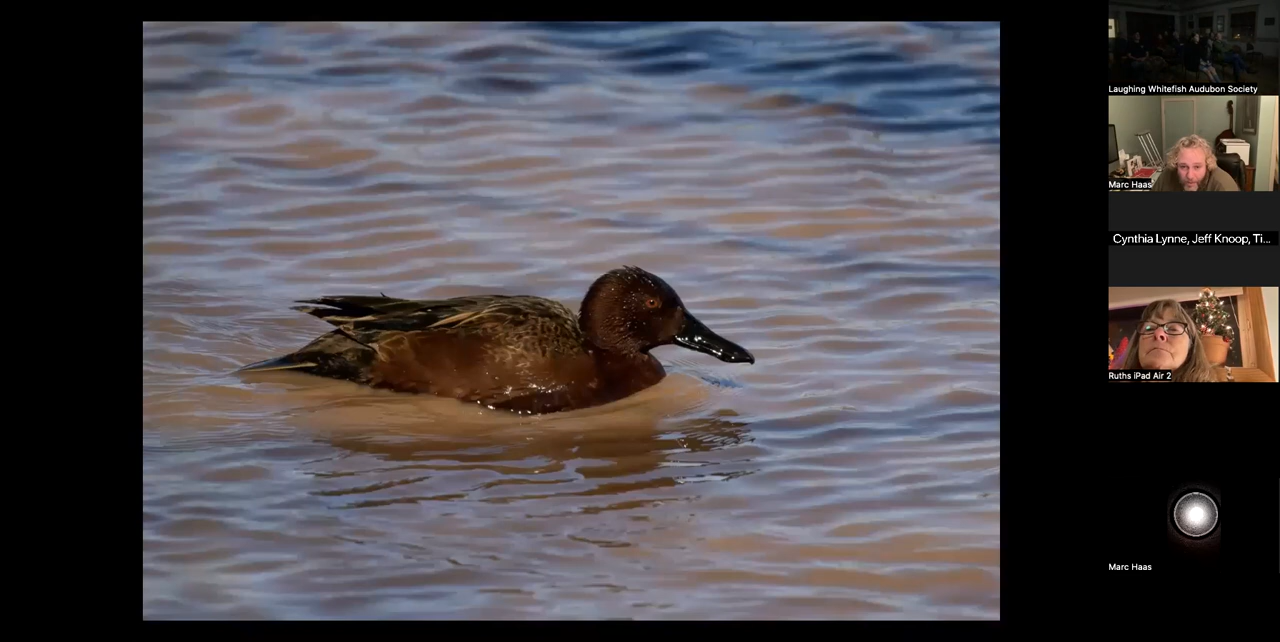 Laughing Whitefish Audubon Society
Marc Haas
Cynthia Lynne, Jeff Knoop, Ti...
Ruths iPad Air 2
Marc Haas